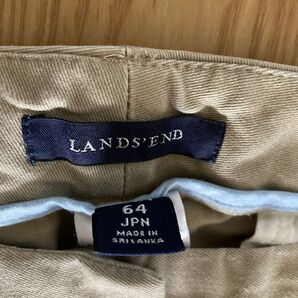 LANDS' END
64
JPN
MADE IN
SRI LANKA